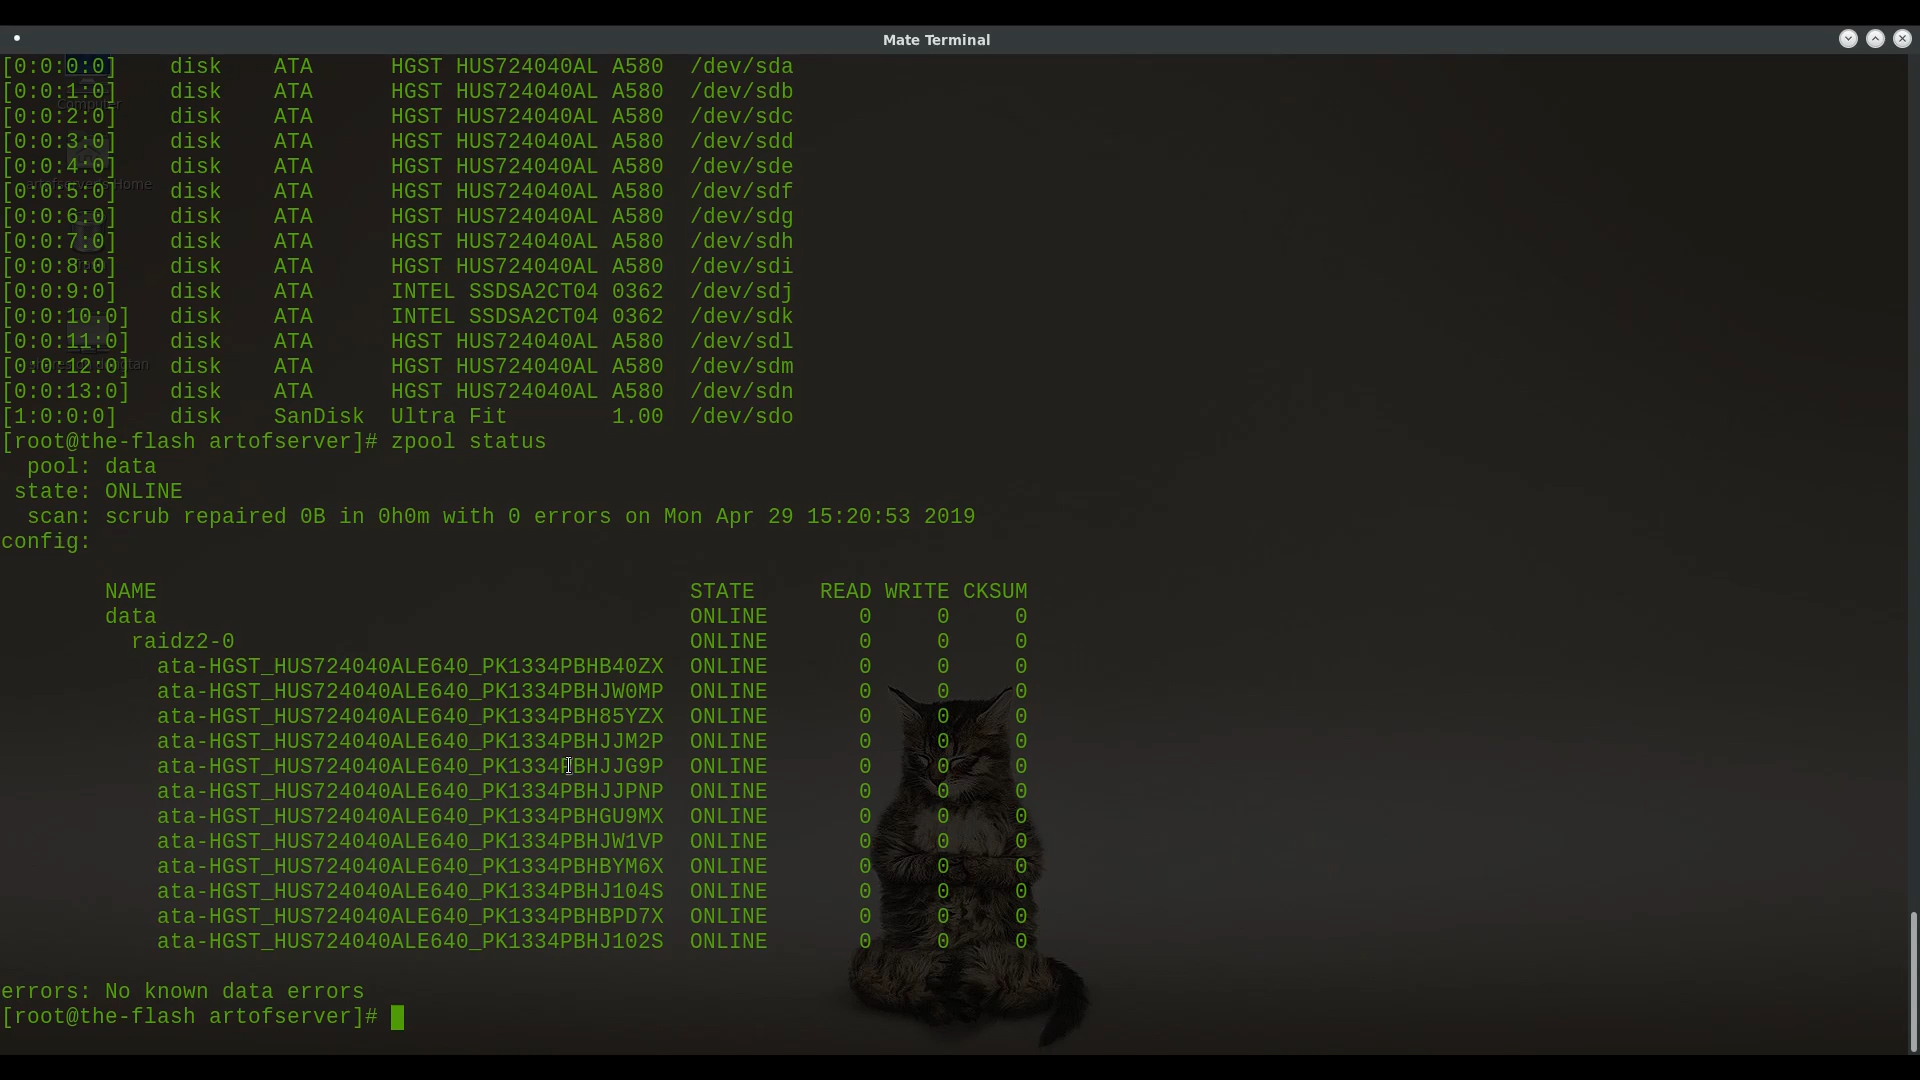 Mate Terminal
[0:0:0:0]    disk    ATA      HGST HUS724040AL A580  /dev/sda
[0:0:1:0]    disk    ATA      HGST HUS724040AL A580  /dev/sdb
[0:0:2:0]    disk    ATA      HGST HUS724040AL A580  /dev/sdc
[0:0:3:0]    disk    ATA      HGST HUS724040AL A580  /dev/sdd
[0:0:4:0]    disk    ATA      HGST HUS724040AL A580  /dev/sde
[0:0:5:0]    disk    ATA      HGST HUS724040AL A580  /dev/sdf
[0:0:6:0]    disk    ATA      HGST HUS724040AL A580  /dev/sdg
[0:0:7:0]    disk    ATA      HGST HUS724040AL A580  /dev/sdh
[0:0:8:0]    disk    ATA      HGST HUS724040AL A580  /dev/sdi
[0:0:9:0]    disk    ATA      INTEL SSDSA2CT04 0362  /dev/sdj
[0:0:10:0]   disk    ATA      INTEL SSDSA2CT04 0362  /dev/sdk
[0:0:11:0]   disk    ATA      HGST HUS724040AL A580  /dev/sdl
[0:0:12:0]   disk    ATA      HGST HUS724040AL A580  /dev/sdm
[0:0:13:0]   disk    ATA      HGST HUS724040AL A580  /dev/sdn
[1:0:0:0]    disk    SanDisk  Ultra Fit        1.00  /dev/sdo
[root@the-flash artofserver]# zpool status
  pool: data
 state: ONLINE
  scan: scrub repaired 0B in 0h0m with 0 errors on Mon Apr 29 15:20:53 2019
config:
        NAME                                         STATE     READ WRITE CKSUM
        data                                         ONLINE       0     0     0
          raidz2-0                                   ONLINE       0     0     0
            ata-HGST_HUS724040ALE640_PK1334PBHB40ZX  ONLINE       0     0     0
            ata-HGST_HUS724040ALE640_PK1334PBHJW0MP  ONLINE       0     0     0
            ata-HGST_HUS724040ALE640_PK1334PBH85YZX  ONLINE       0     0     0
            ata-HGST_HUS724040ALE640_PK1334PBHJJM2P  ONLINE       0     0     0
            ata-HGST_HUS724040ALE640_PK1334PBHJJG9P  ONLINE       0     0     0
            ata-HGST_HUS724040ALE640_PK1334PBHJJPNP  ONLINE       0     0     0
            ata-HGST_HUS724040ALE640_PK1334PBHGU9MX  ONLINE       0     0     0
            ata-HGST_HUS724040ALE640_PK1334PBHJW1VP  ONLINE       0     0     0
            ata-HGST_HUS724040ALE640_PK1334PBHBYM6X  ONLINE       0     0     0
            ata-HGST_HUS724040ALE640_PK1334PBHJ104S  ONLINE       0     0     0
            ata-HGST_HUS724040ALE640_PK1334PBHBPD7X  ONLINE       0     0     0
            ata-HGST_HUS724040ALE640_PK1334PBHJ102S  ONLINE       0     0     0
errors: No known data errors
[root@the-flash artofserver]#
Computer
artofserver's Home